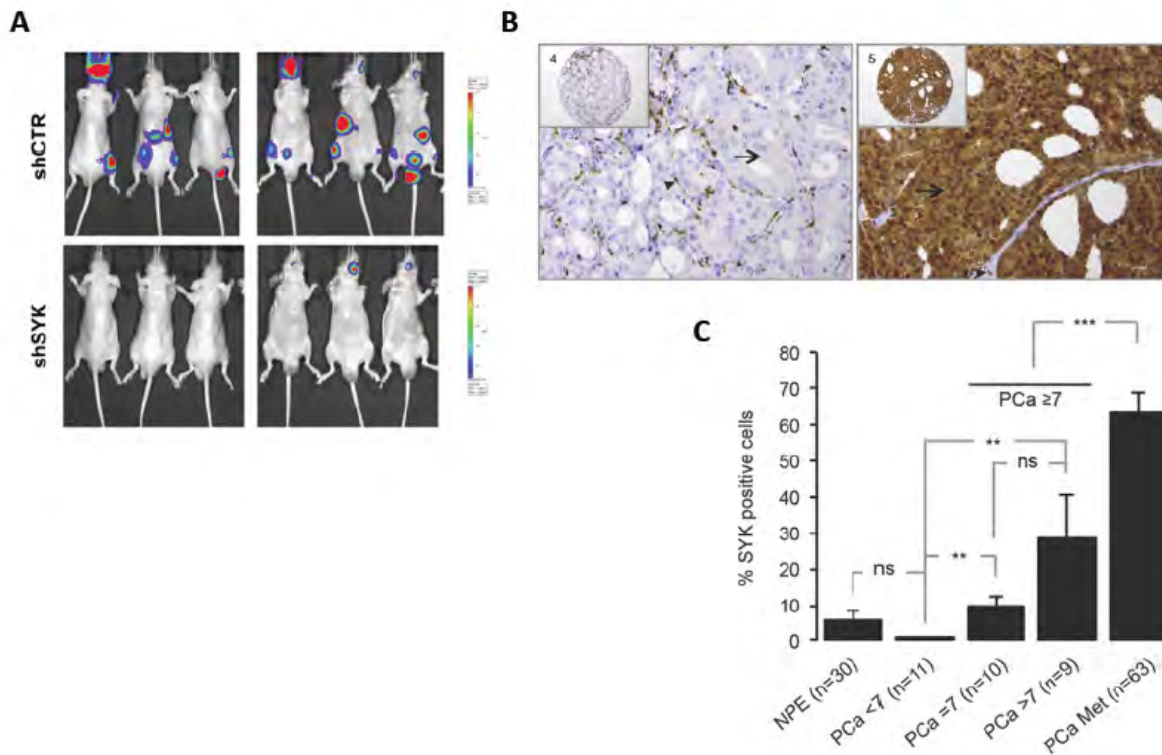 A
shCTR
shSYK
B
4
5
C
% SYK positive cells
80
70
60
50
40
30
20
10
0
***
PCa ≥7
**
ns
ns
**
NPE (n=30)
PCa <7 (n=11)
PCa =7 (n=10)
PCa >7 (n=9)
PCa Met (n=63)